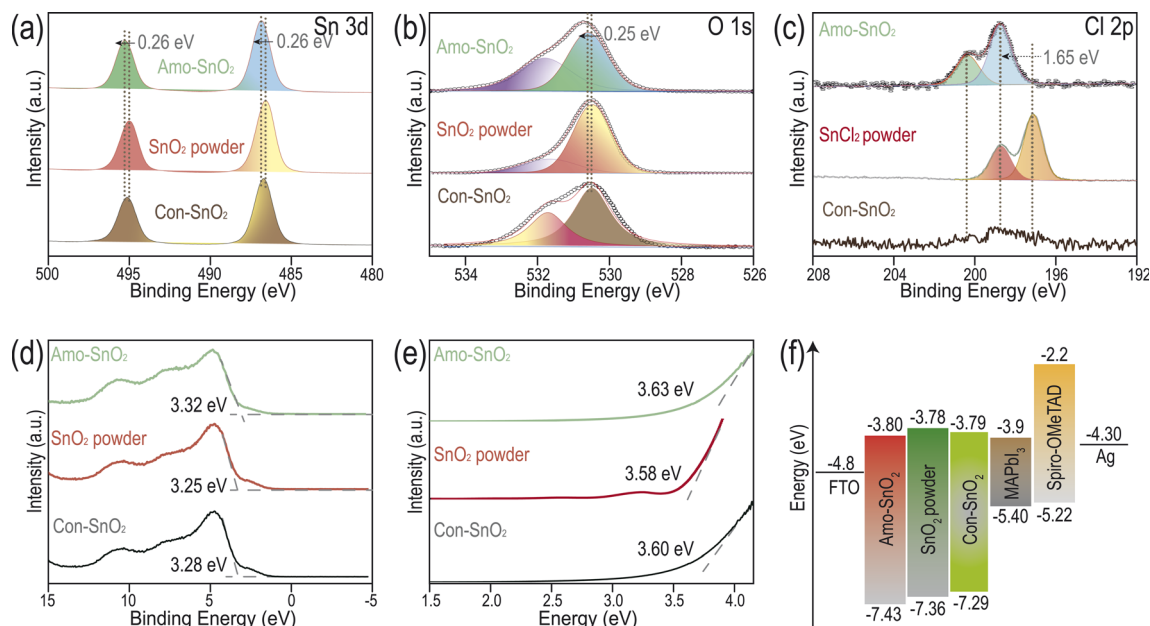 (a)
Sn 3d
0.26 eV
0.26 eV
Amo-SnO₂
SnO₂ powder
Con-SnO₂
Intensity (a.u.)
500 495 490 485 480
Binding Energy (eV)
(b)
O 1s
Amo-SnO₂
0.25 eV
SnO₂ powder
Con-SnO₂
Intensity (a.u.)
534 532 530 528 526
Binding Energy (eV)
(c)
Cl 2p
Amo-SnO₂
1.65 eV
SnCl₂ powder
Con-SnO₂
Intensity (a.u.)
208 204 200 196 192
Binding Energy (eV)
(d)
Amo-SnO₂
3.32 eV
SnO₂ powder
3.25 eV
Con-SnO₂
3.28 eV
Intensity (a.u.)
15 10 5 0 -5
Binding Energy (eV)
(e)
Amo-SnO₂
3.63 eV
SnO₂ powder
3.58 eV
Con-SnO₂
3.60 eV
Intensity (a.u.)
1.5 2.0 2.5 3.0 3.5 4.0
Energy (eV)
(f)
Energy (eV)
-4.8
FTO
-3.80
Amo-SnO₂
-7.43
-3.78
SnO₂ powder
-7.36
-3.79
Con-SnO₂
-7.29
-3.9
MAPbI₃
-5.40
-2.2
Spiro-OMeTAD
-5.22
-4.30
Ag